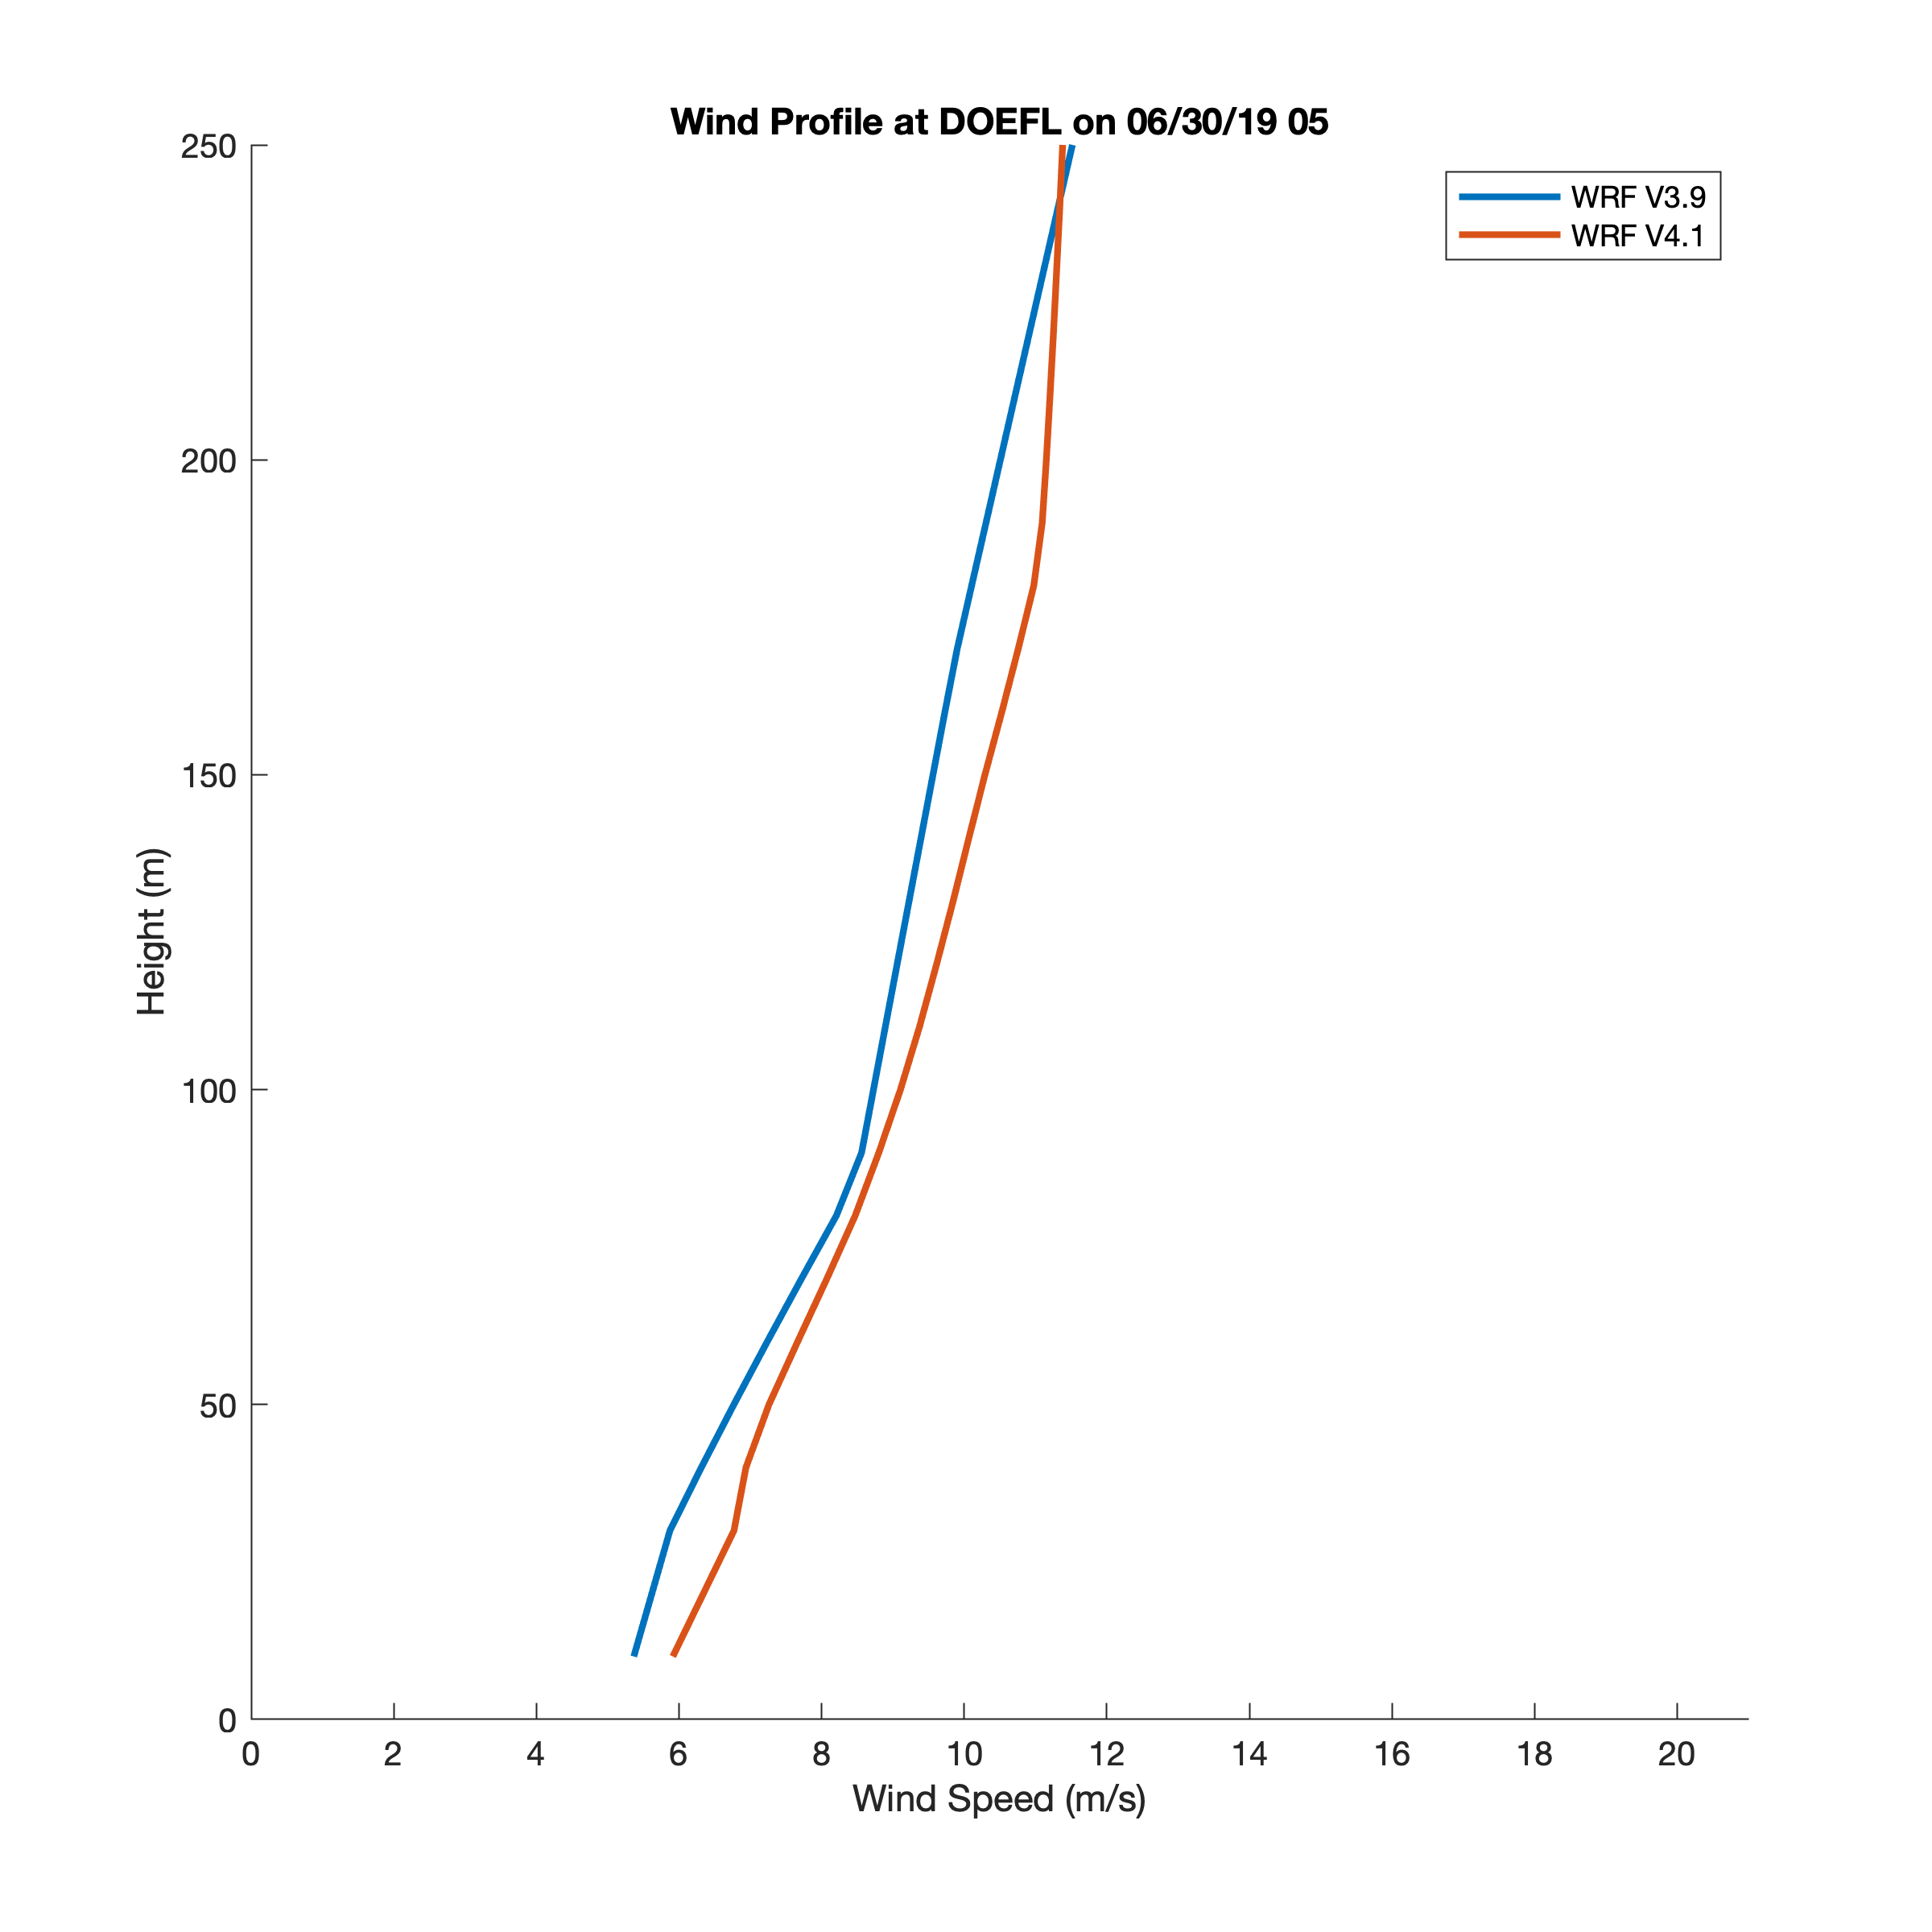 Wind Profile at DOEFL on 06/30/19 05
WRF V3.9
WRF V4.1
250
200
150
100
50
0
Height (m)
0 2 4 6 8 10 12 14 16 18 20
Wind Speed (m/s)